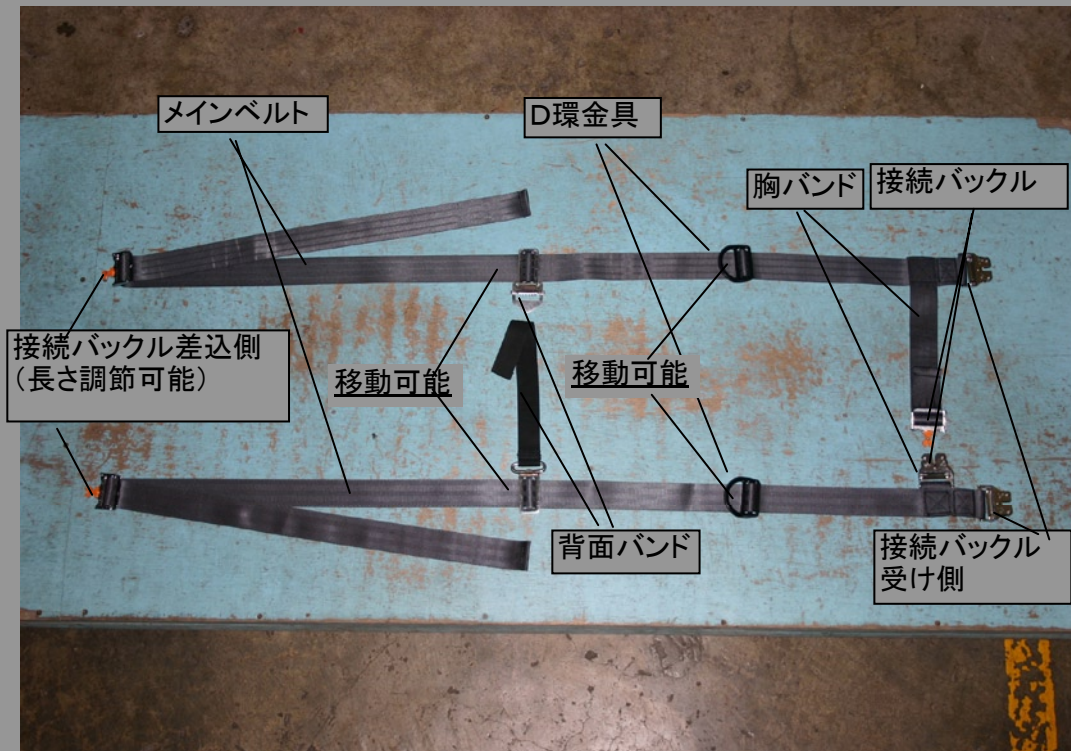 メインベルト
D環金具
胸バンド
接続バックル
接続バックル差込側
（長さ調節可能）
移動可能
移動可能
背面バンド
接続バックル
受け側